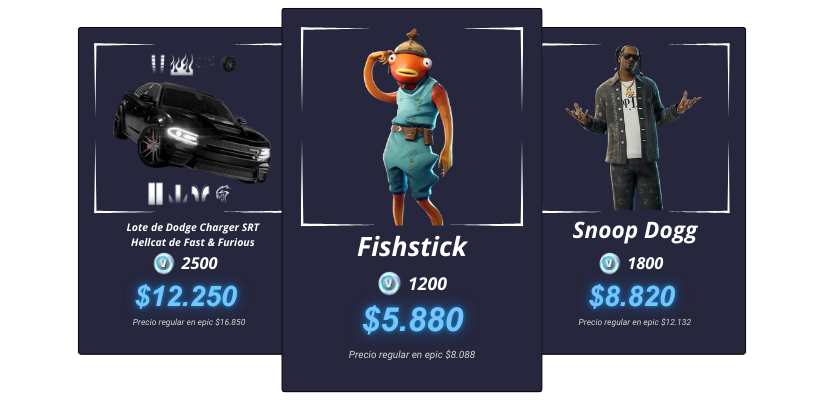 Lote de Dodge Charger SRT
Hellcat de Fast & Furious
2500
$12.250
Precio regular en epic $16.850
Fishstick
1200
$5.880
Precio regular en epic $8.088
Snoop Dogg
1800
$8.820
Precio regular en epic $12.132